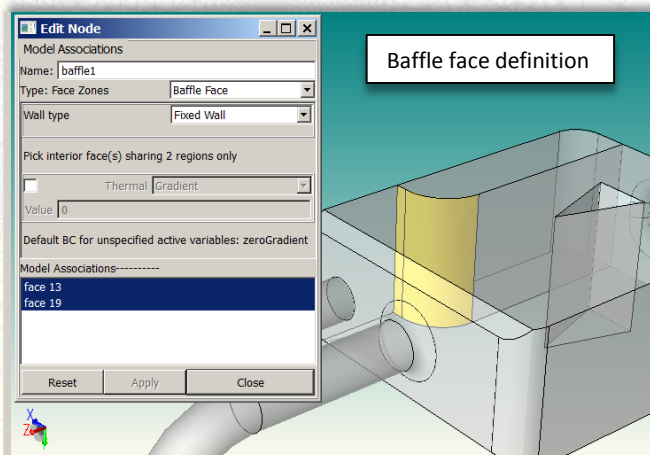 Edit Node
Model Associations
Name: baffle1
Type: Face Zones Baffle Face
Wall type Fixed Wall
Pick interior face(s) sharing 2 regions only
Thermal Gradient
Value 0
Default BC for unspecified active variables: zeroGradient
Model Associations----------
face 13
face 19
Reset Apply Close
Baffle face definition
X
Z